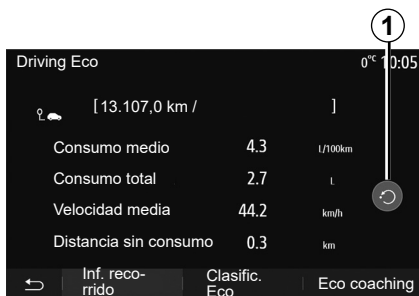 1
Driving Eco 0°C 10:05
[13.107,0 km / ]
Consumo medio 4.3 L/100km
Consumo total 2.7 L
Velocidad media 44.2 km/h
Distancia sin consumo 0.3 km
Inf. reco-
rrido
Clasific.
Eco
Eco coaching